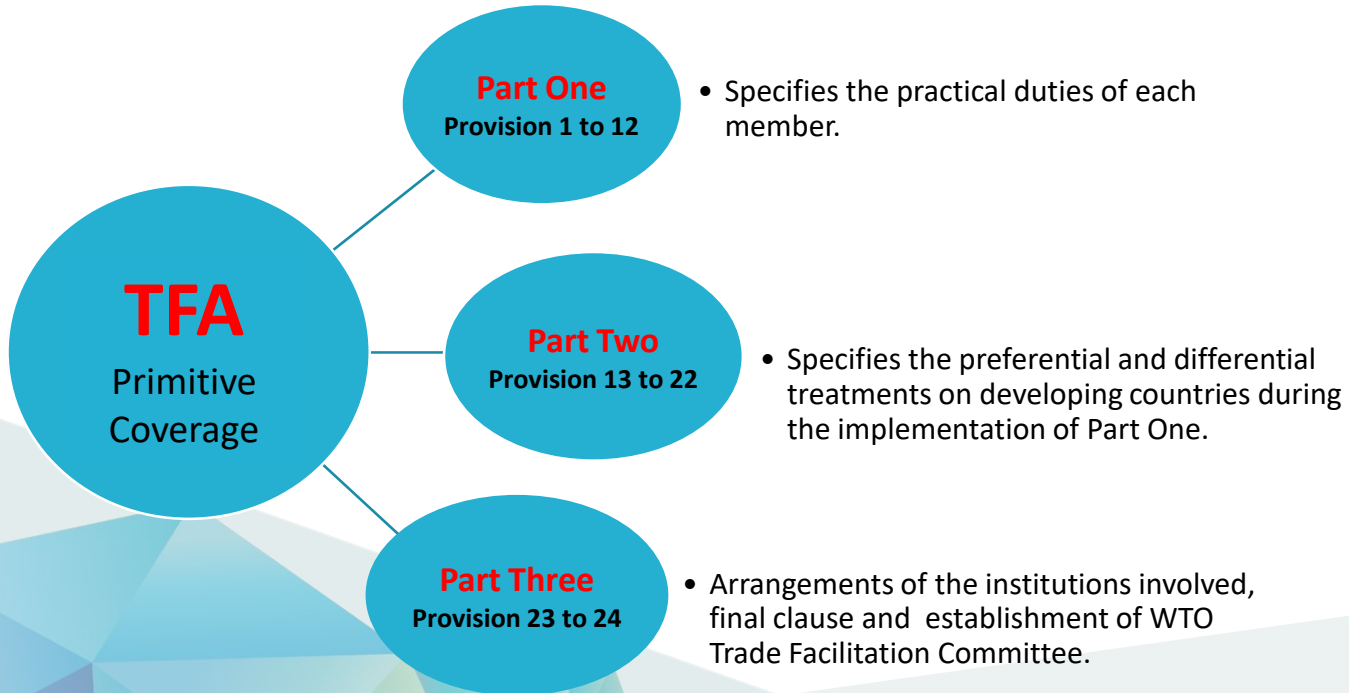 Part One
Provision 1 to 12
• Specifies the practical duties of each
member.
TFA
Primitive
Coverage
Part Two
Provision 13 to 22
• Specifies the preferential and differential
treatments on developing countries during
the implementation of Part One.
Part Three
Provision 23 to 24
• Arrangements of the institutions involved,
final clause and establishment of WTO
Trade Facilitation Committee.